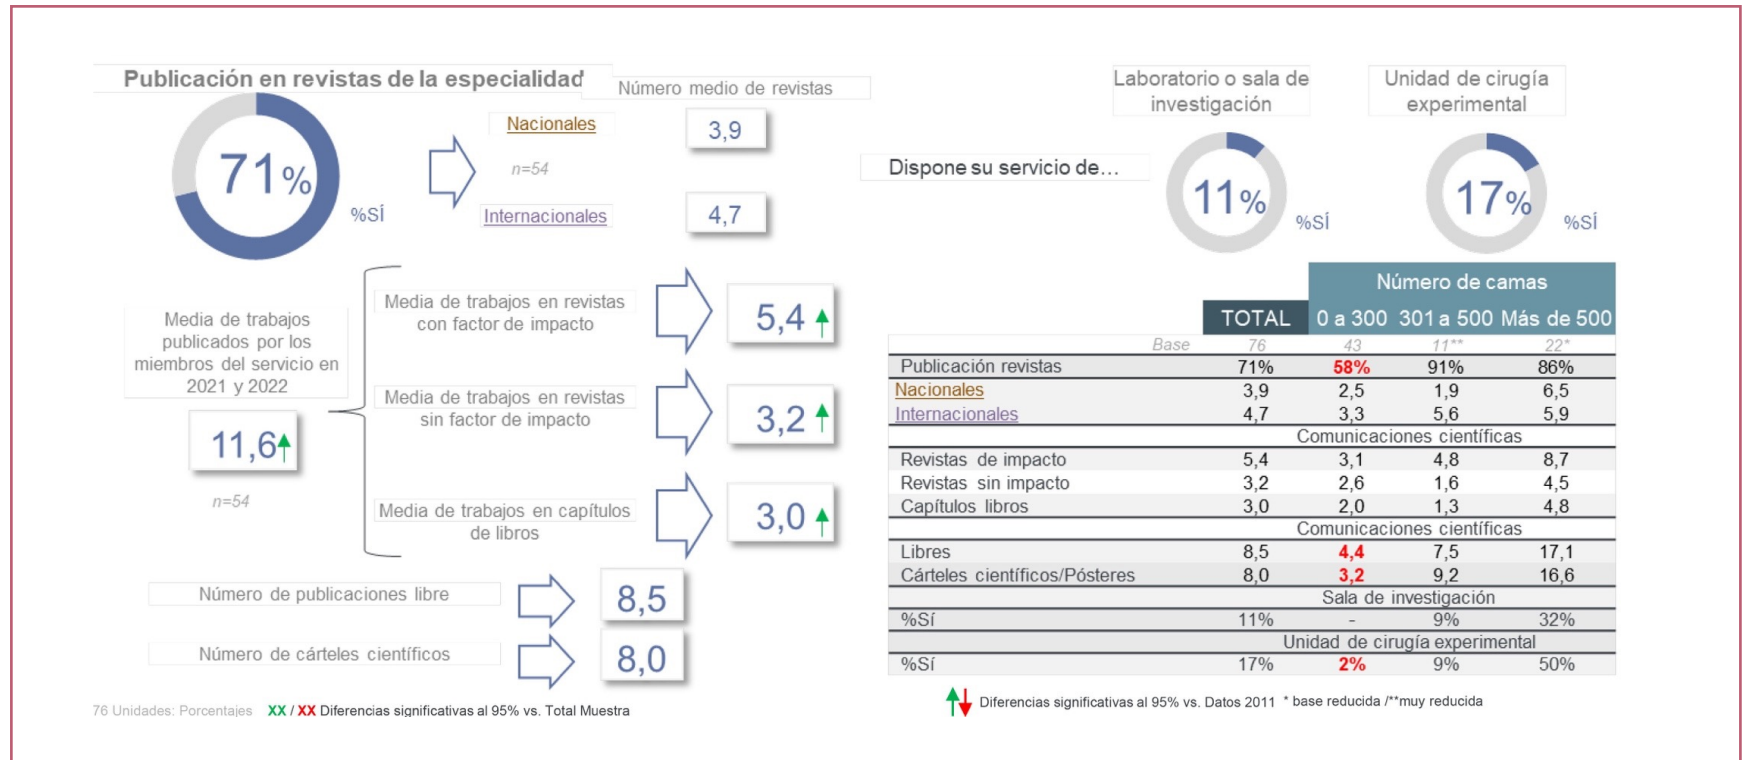 Publicación en revistas de la especialidad
Número medio de revistas
71%
%SÍ
Nacionales
3,9
n=54
Internacionales
4,7
Media de trabajos
publicados por los
miembros del servicio en
2021 y 2022
11,6
n=54
Media de trabajos en revistas
con factor de impacto
5,4
Media de trabajos en revistas
sin factor de impacto
3,2
Media de trabajos en capítulos
de libros
3,0
Número de publicaciones libre
8,5
Número de cárteles científicos
8,0
76 Unidades: Porcentajes XX / XX Diferencias significativas al 95% vs. Total Muestra
Dispone su servicio de…
Laboratorio o sala de
investigación
11%
%SÍ
Unidad de cirugía
experimental
17%
%SÍ
Número de camas
TOTAL 0 a 300 301 a 500 Más de 500
Base 76 43 11** 22*
Publicación revistas 71% 58% 91% 86%
Nacionales 3,9 2,5 1,9 6,5
Internacionales 4,7 3,3 5,6 5,9
Comunicaciones científicas
Revistas de impacto 5,4 3,1 4,8 8,7
Revistas sin impacto 3,2 2,6 1,6 4,5
Capítulos libros 3,0 2,0 1,3 4,8
Comunicaciones científicas
Libres 8,5 4,4 7,5 17,1
Cárteles científicos/Pósteres 8,0 3,2 9,2 16,6
Sala de investigación
%Sí 11% - 9% 32%
Unidad de cirugía experimental
%Sí 17% 2% 9% 50%
Diferencias significativas al 95% vs. Datos 2011 * base reducida /**muy reducida